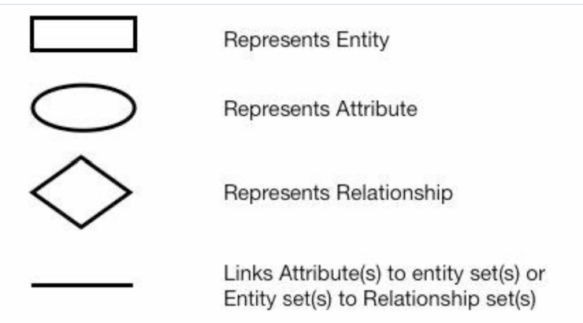 Represents Entity
Represents Attribute
Represents Relationship
Links Attribute(s) to entity set(s) or
Entity set(s) to Relationship set(s)